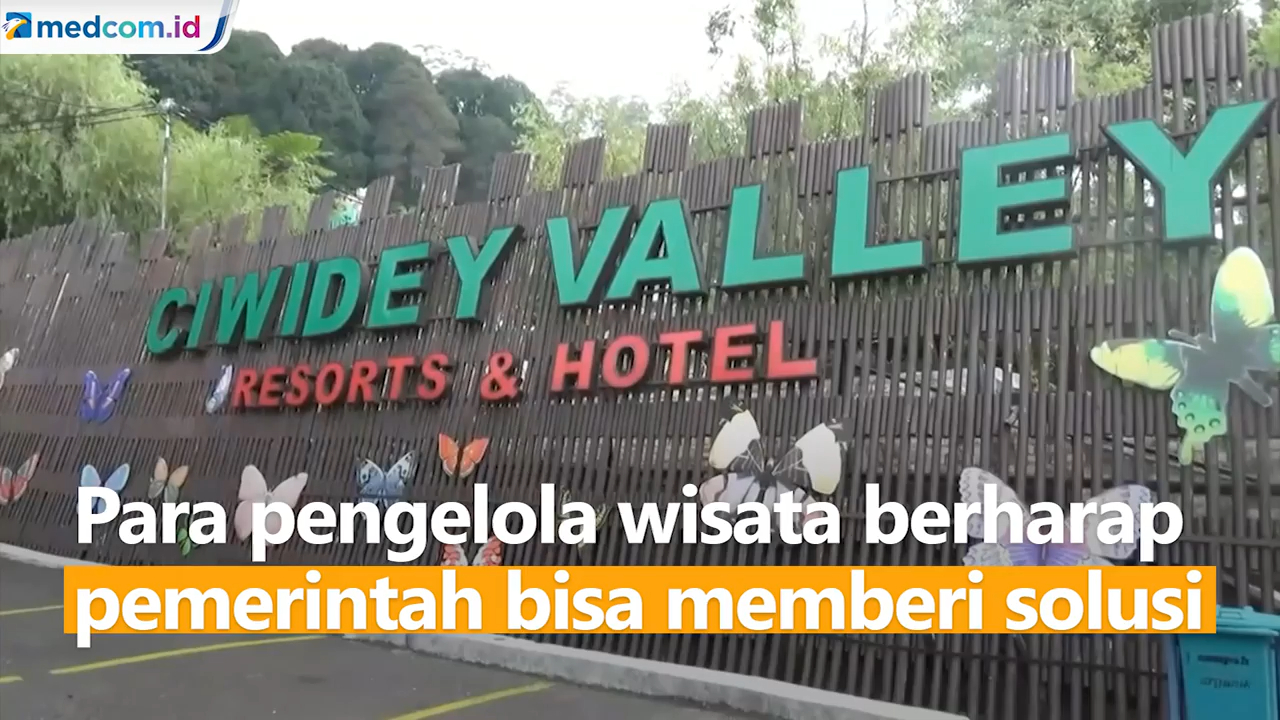 medcom.id
CIWIDEY VALLEY
RESORTS & HOTEL
Para pengelola wisata berharap
pemerintah bisa memberi solusi